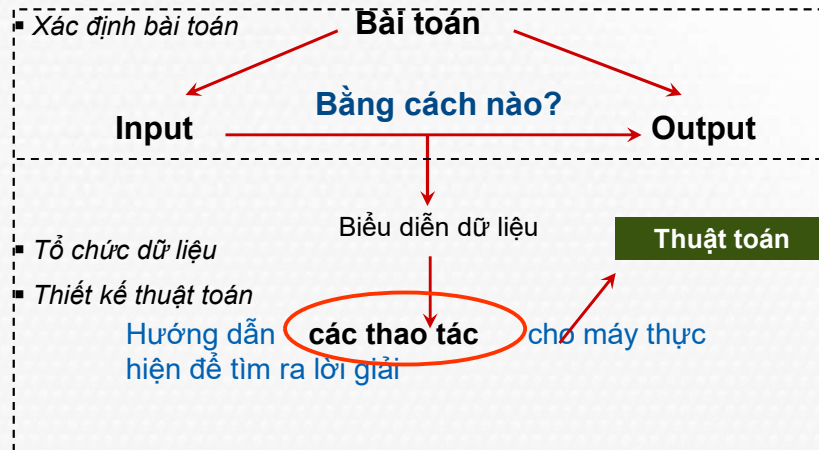 ▪ Xác định bài toán
Bài toán
Bằng cách nào?
Input
Output
Biểu diễn dữ liệu
Thuật toán
▪ Tổ chức dữ liệu
▪ Thiết kế thuật toán
Hướng dẫn các thao tác cho máy thực
hiện để tìm ra lời giải